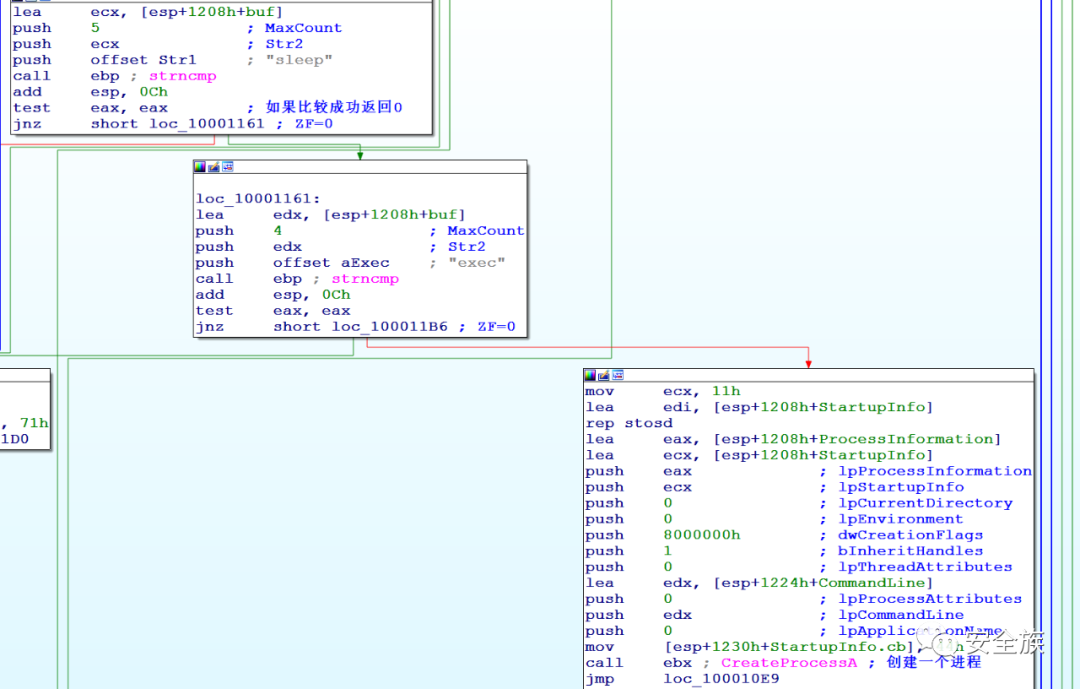 lea ecx, [esp+1208h+buf]
push 5 ; MaxCount
push ecx ; Str2
push offset Str1 ; "sleep"
call ebp ; strncmp
add esp, 0Ch
test eax, eax ; 如果比较成功返回0
jnz short loc_10001161 ; ZF=0
loc_10001161:
lea edx, [esp+1208h+buf]
push 4 ; MaxCount
push edx ; Str2
push offset aExec ; "exec"
call ebp ; strncmp
add esp, 0Ch
test eax, eax
jnz short loc_100011B6 ; ZF=0
, 71h
1D0
mov ecx, 11h
lea edi, [esp+1208h+StartupInfo]
rep stosd
lea eax, [esp+1208h+ProcessInformation]
lea ecx, [esp+1208h+StartupInfo]
push eax ; lpProcessInformation
push ecx ; lpStartupInfo
push 0 ; lpCurrentDirectory
push 0 ; lpEnvironment
push 8000000h ; dwCreationFlags
push 1 ; bInheritHandles
push 0 ; lpThreadAttributes
lea edx, [esp+1224h+CommandLine]
push 0 ; lpProcessAttributes
push edx ; lpCommandLine
push 0 ; lpApplicationName
mov [esp+1230h+StartupInfo.cb], 44h
安全族
call ebx ; CreateProcessA ; 创建一个进程
jmp loc_100010E9